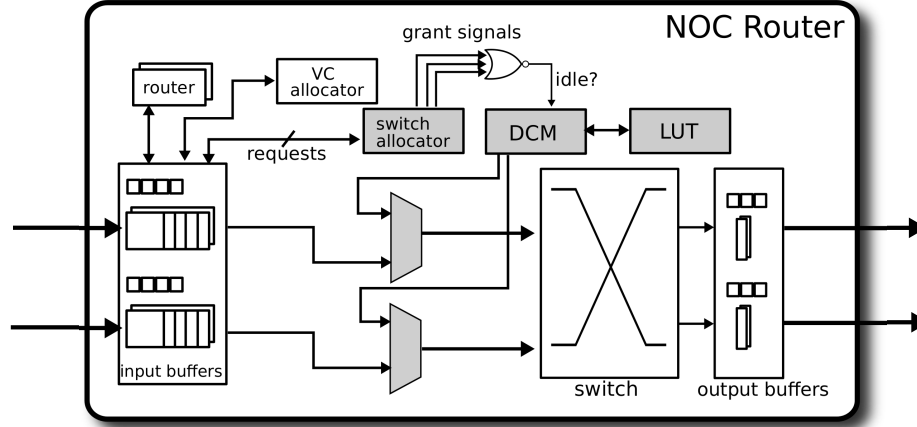 NOC Router
grant signals
router
VC
allocator
idle?
switch
allocator
DCM
LUT
requests
input buffers
switch
output buffers